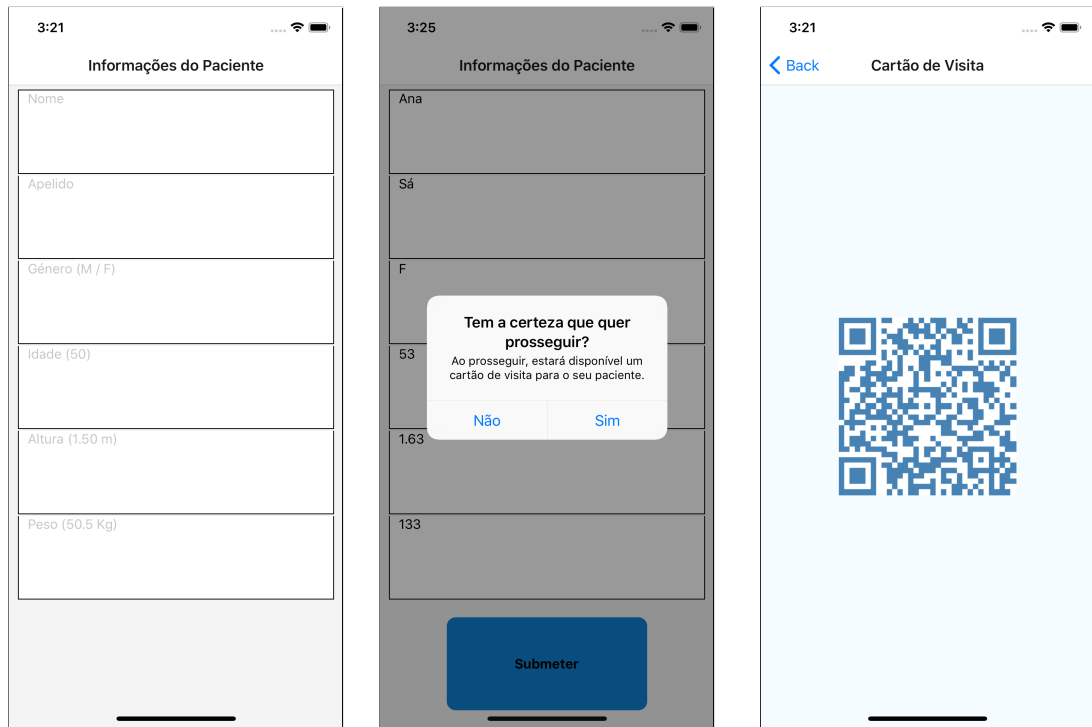 3:21
Informações do Paciente
Nome
Apelido
Género (M / F)
Idade (50)
Altura (1.50 m)
Peso (50.5 Kg)
3:25
Informações do Paciente
Ana
Sá
F
53
1.63
133
Tem a certeza que quer
prosseguir?
Ao prosseguir, estará disponível um
cartão de visita para o seu paciente.
Não Sim
Submeter
3:21
Back Cartão de Visita